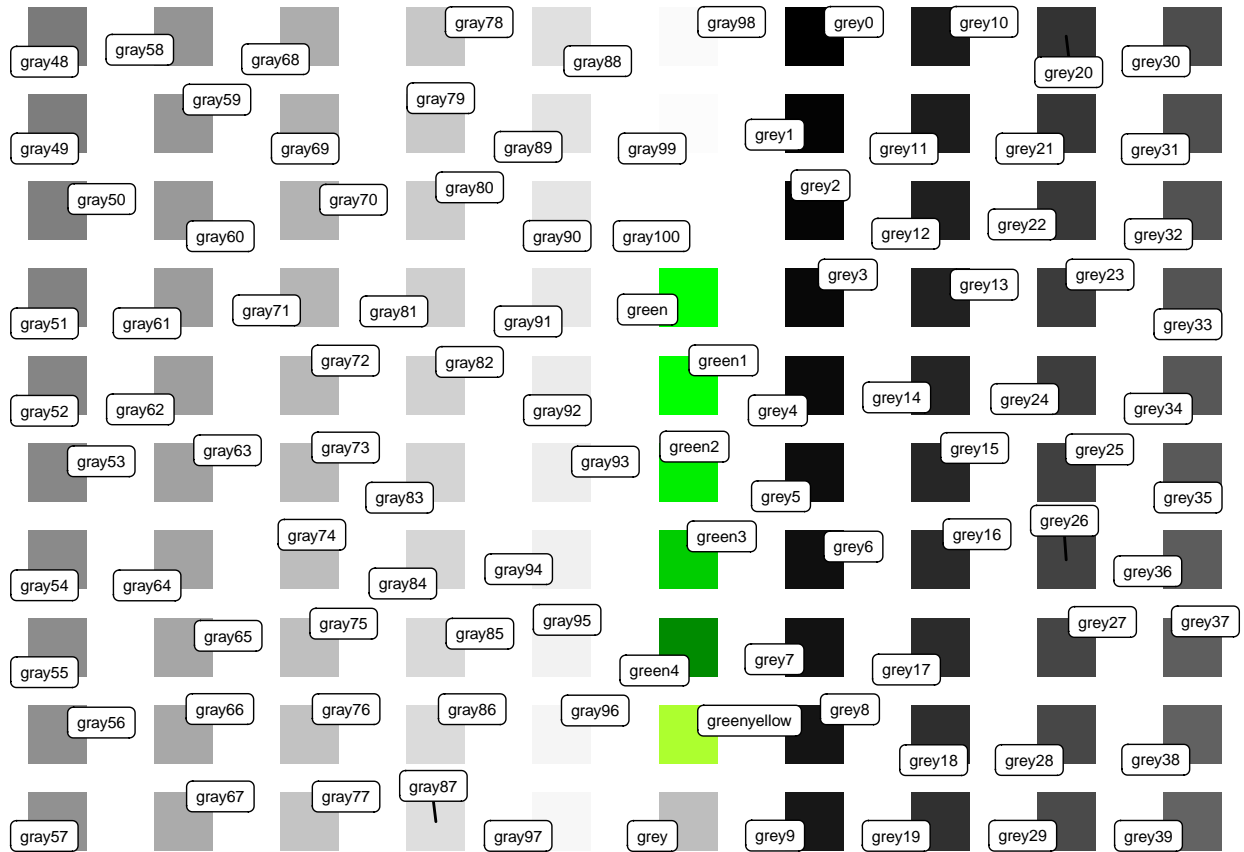 gray48 gray58 gray68 gray78 gray88 gray98 grey0 grey10 grey20 grey30
gray49 gray59 gray69 gray79 gray89 gray99 grey1 grey11 grey21 grey31
gray50 gray60 gray70 gray80 gray90 gray100 grey2 grey12 grey22 grey32
gray51 gray61 gray71 gray81 gray91 green grey3 grey13 grey23 grey33
gray52 gray62 gray72 gray82 gray92 green1 grey4 grey14 grey24 grey34
gray53 gray63 gray73 gray83 gray93 green2 grey5 grey15 grey25 grey35
gray54 gray64 gray74 gray84 gray94 green3 grey6 grey16 grey26 grey36
gray55 gray65 gray75 gray85 gray95 green4 grey7 grey17 grey27 grey37
gray56 gray66 gray76 gray86 gray96 greenyellow grey8 grey18 grey28 grey38
gray57 gray67 gray77 gray87 gray97 grey grey9 grey19 grey29 grey39